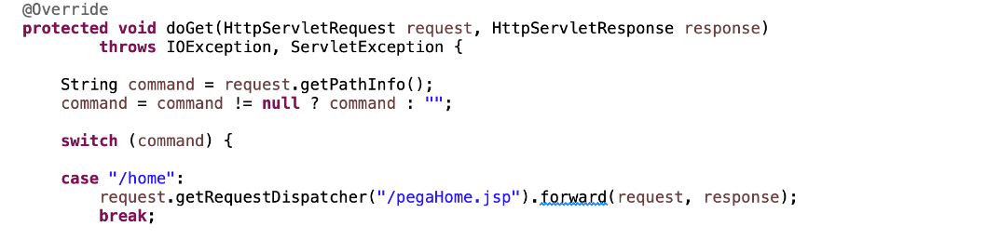 @Override
protected void doGet(HttpServletRequest request, HttpServletResponse response)
throws IOException, ServletException {
String command = request.getPathInfo();
command = command != null ? command : "";
switch (command) {
case "/home":
request.getRequestDispatcher("/pegaHome.jsp").forward(request, response);
break;